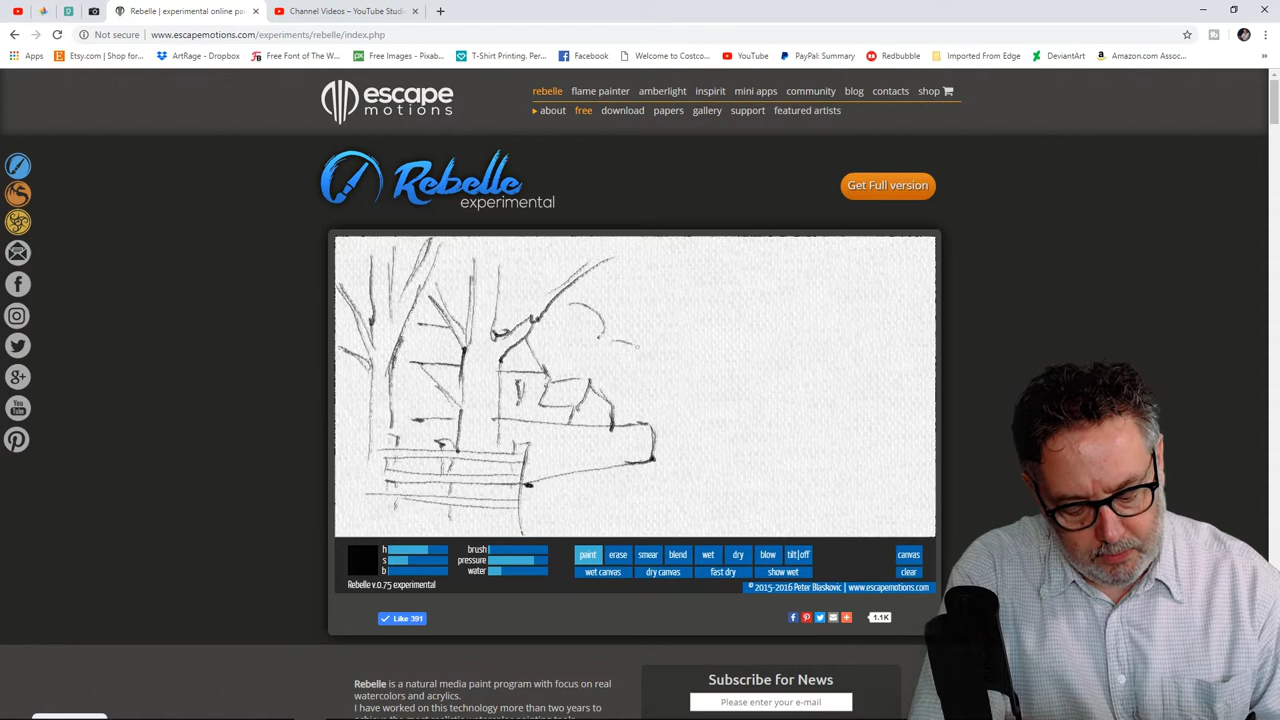 Rebelle | experimental online pai
Channel Videos – YouTube Studi
Not secure | www.escapemotions.com/experiments/rebelle/index.php
Etsy.com | Shop for... ArtRage - Dropbox Free Font of The W... Free Images - Pixab... T-Shirt Printing. Per... Facebook Welcome to Costco... YouTube PayPal: Summary Redbubble Imported From Edge DeviantArt Amazon.com Assoc...
escape motions
rebelle flame painter amberlight inspirit mini apps community blog contacts shop
about free download papers gallery support featured artists
Rebelle experimental
Get Full version
h brush paint erase smear blend wet dry blow tilt|off canvas
s pressure
b water wet canvas dry canvas fast dry show wet clear
Rebelle v.0.75 experimental © 2015-2016 Peter Blaskovic | www.escapemotions.com
Like 391 1.1K
Subscribe for News
Rebelle is a natural media paint program with focus on real
watercolors and acrylics.
Please enter your e-mail
I have worked on this technology more than two years to